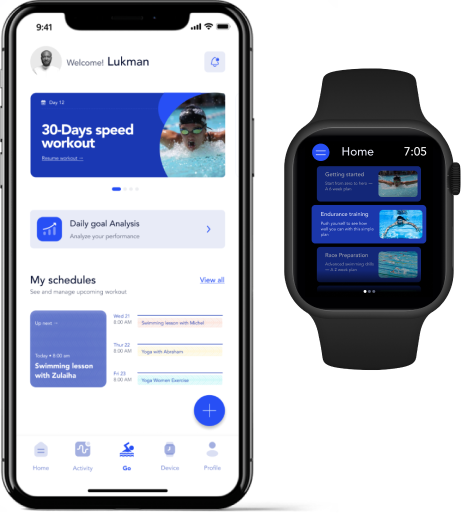 9:41
Welcome! Lukman
Day 12
30-Days speed
workout
Resume workout →
Daily goal Analysis
Analyze your performance
My schedules
View all
See and manage upcoming workout
Up next →
Today • 8:00 am
Swimming lesson
with Zulaiha
Wed 21
8:00 AM
Swimming lesson with Michel
Thur 22
8:00 AM
Yoga with Abraham
Fri 23
8:00 AM
Yoga Women Exercise
Home
Activity
Go
Device
Profile
Home
7:05
Getting started
Start from zero to hero —
4 week plan
Endurance training
Push yourself to see how
well you can with this simple
plan
Race Preparation
Advanced swimming drills
— A 2 week plan